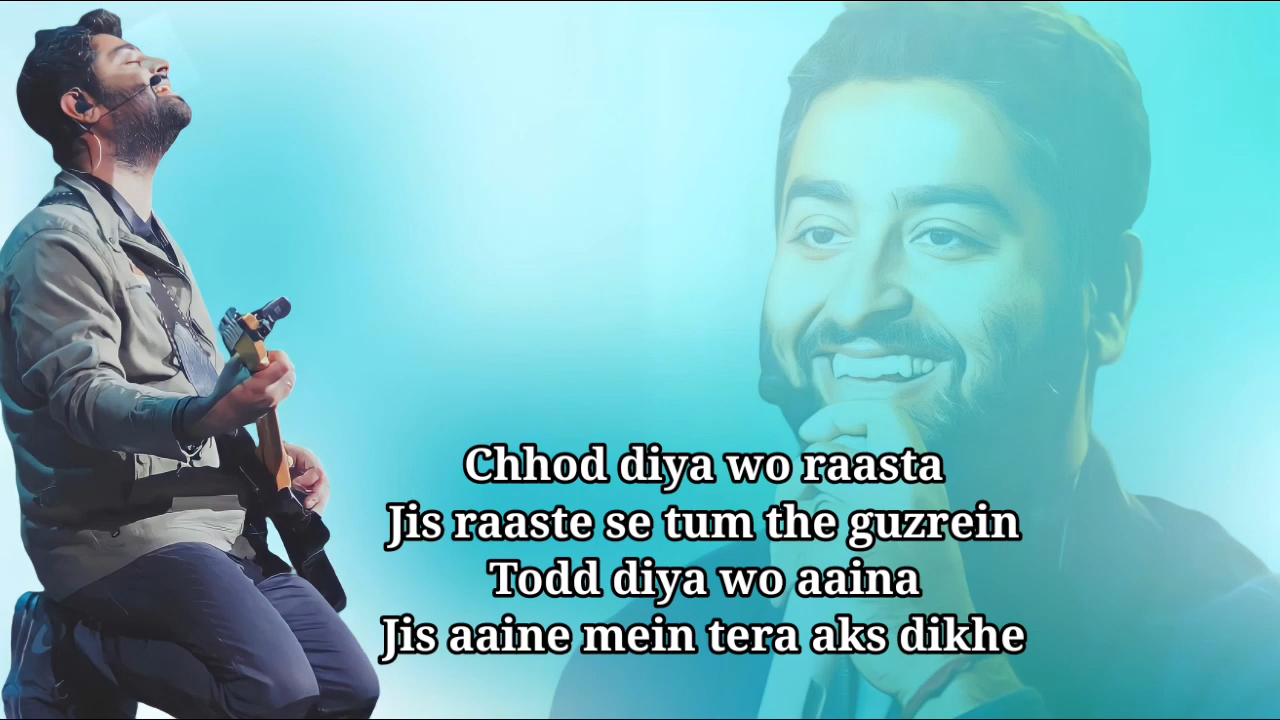 Chhod diya wo raasta
Jis raaste se tum the guzrein
Todd diya wo aaina
Jis aaine mein tera aks dikhe